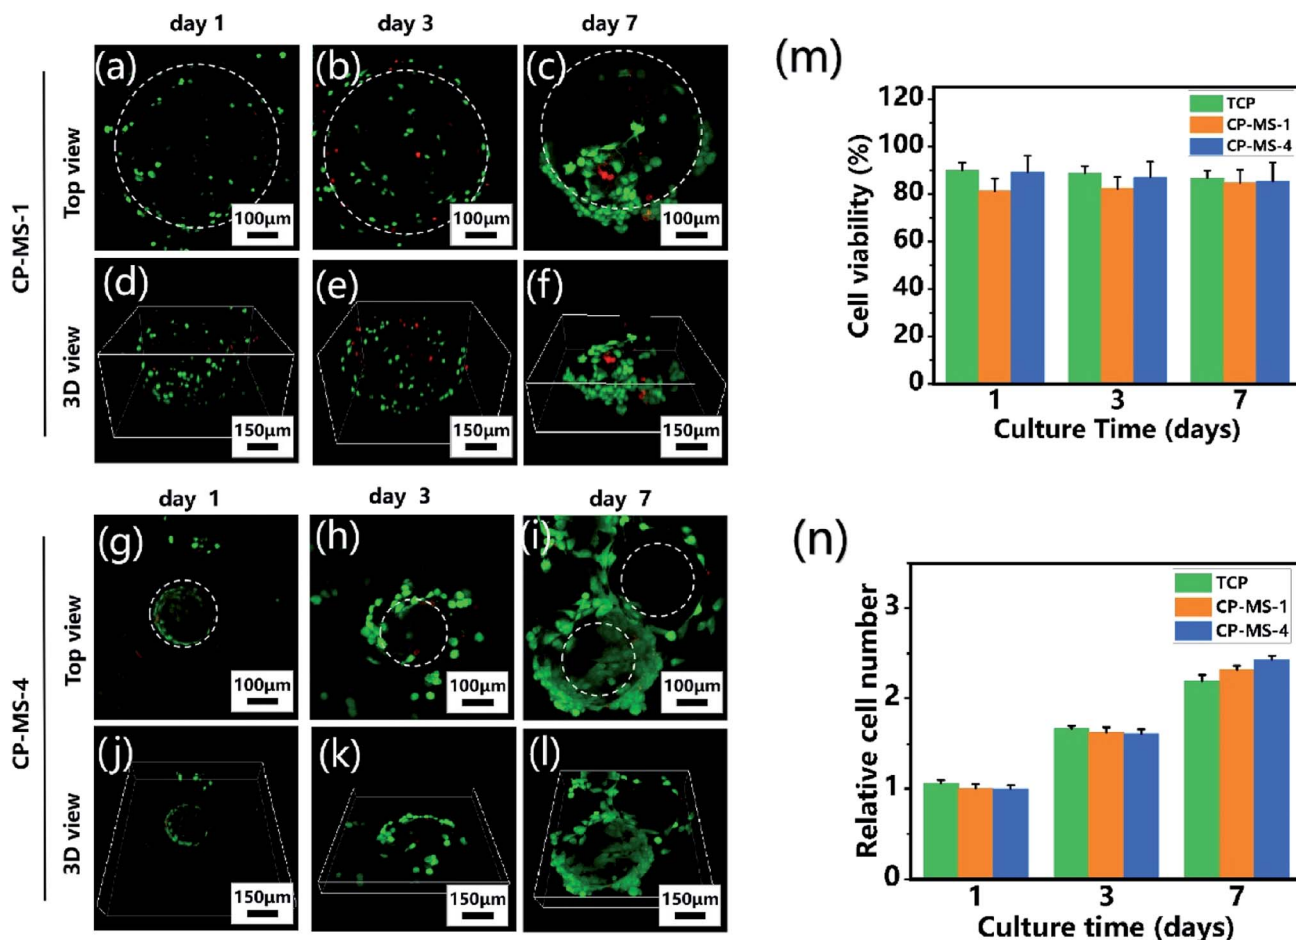 day 1
day 3
day 7
CP-MS-1
Top view
(a)
100μm
(b)
100μm
(c)
100μm
3D view
(d)
150μm
(e)
150μm
(f)
150μm
day 1
day 3
day 7
CP-MS-4
Top view
(g)
100μm
(h)
100μm
(i)
100μm
3D view
(j)
150μm
(k)
150μm
(l)
150μm
(m)
Cell viability (%)
120
100
80
60
40
20
0
TCP
CP-MS-1
CP-MS-4
1 3 7
Culture Time (days)
(n)
Relative cell number
3
2
1
0
TCP
CP-MS-1
CP-MS-4
1 3 7
Culture time (days)